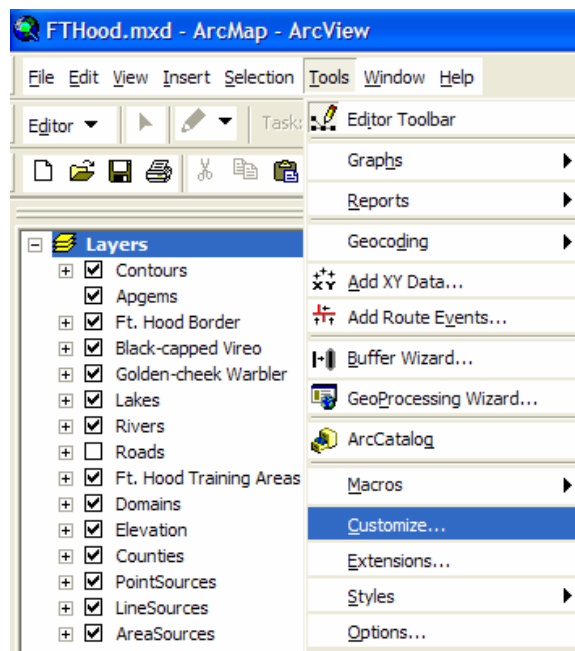 FTHood.mxd - ArcMap - ArcView
File Edit View Insert Selection Tools Window Help
Editor Task:
Editor Toolbar
Graphs
Reports
Geocoding
Add XY Data...
Add Route Events...
Buffer Wizard...
GeoProcessing Wizard...
ArcCatalog
Macros
Customize...
Extensions...
Styles
Options...
Layers
Contours
Apgems
Ft. Hood Border
Black-capped Vireo
Golden-cheek Warbler
Lakes
Rivers
Roads
Ft. Hood Training Areas
Domains
Elevation
Counties
PointSources
LineSources
AreaSources